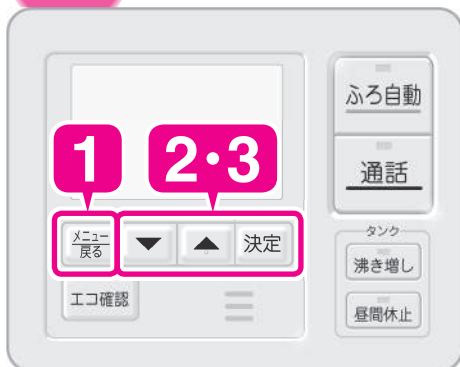 1
2・3
メニュー
戻る
▼
▲
決定
エコ確認
ふろ自動
通話
タンク
沸き増し
昼間休止